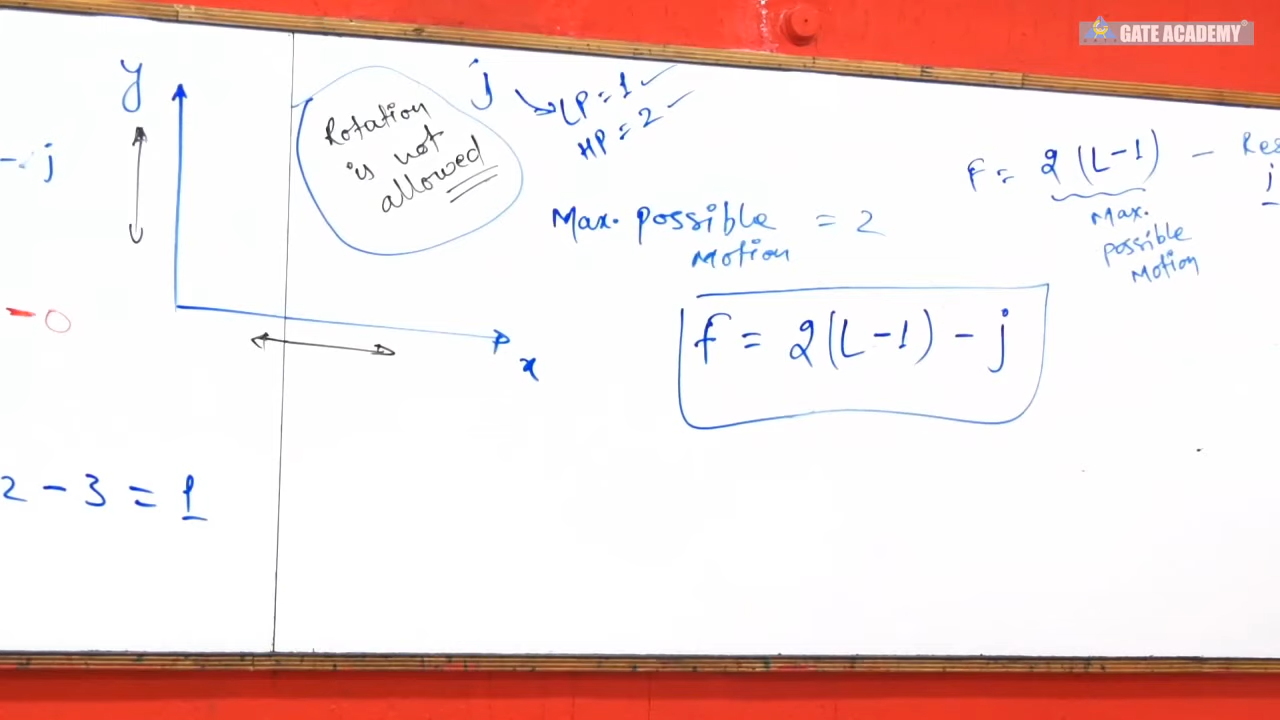 GATE ACADEMY®
y
- j
- 0
2 - 3 = 1
x
Rotation
is not
allowed
j
LP = 1 ✓
HP = 2 ✓
Max. possible = 2
Motion
F = 2(L-1) - Res
j
Max.
possible
Motion
f = 2(L-1) - j